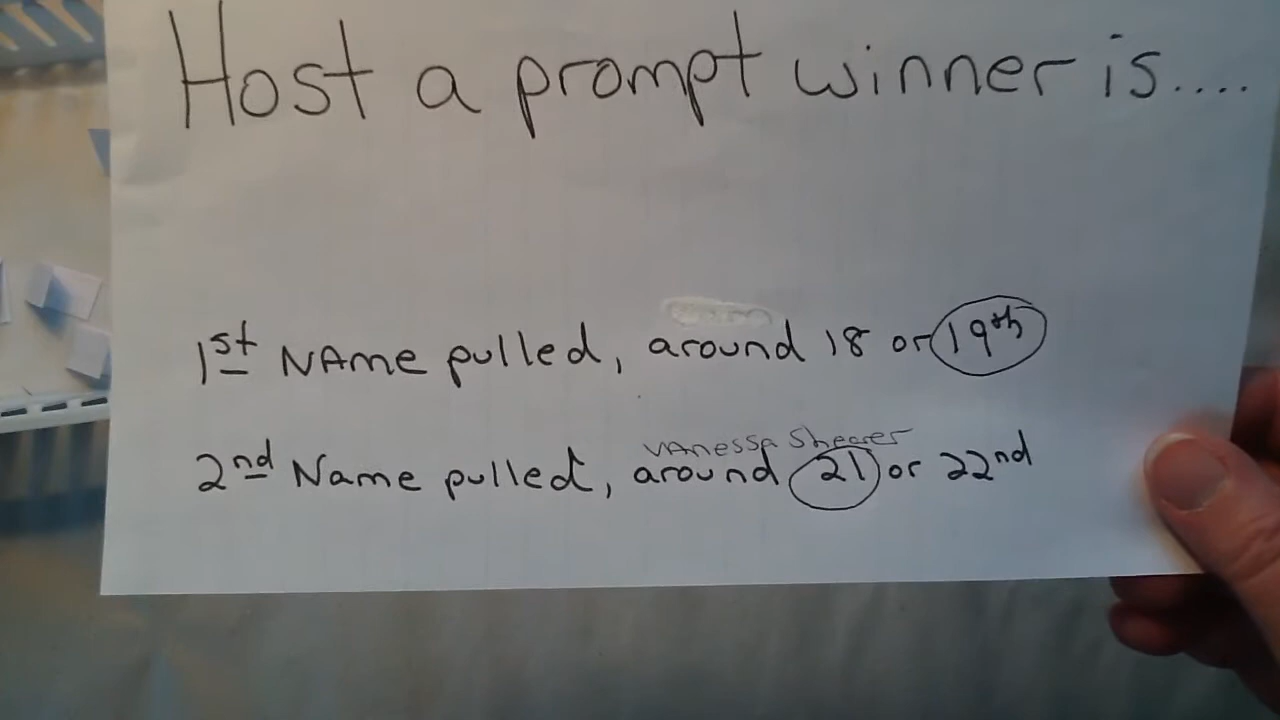 Host a prompt winner is....
1st NAme pulled, around 18 or 19th
VANessa Shearer
2nd Name pulled, around 21 or 22nd